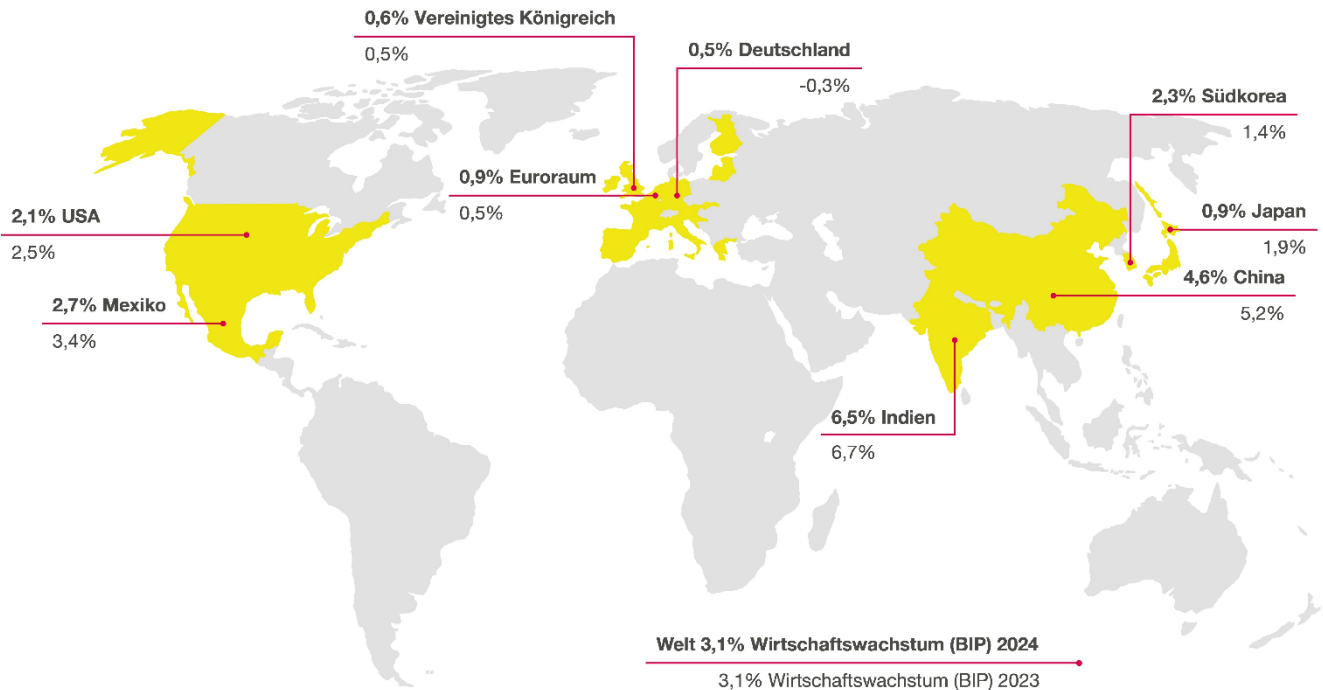 0,6% Vereinigtes Königreich
0,5%
0,5% Deutschland
-0,3%
2,3% Südkorea
1,4%
0,9% Euroraum
0,5%
2,1% USA
2,5%
0,9% Japan
1,9%
4,6% China
5,2%
2,7% Mexiko
3,4%
6,5% Indien
6,7%
Welt 3,1% Wirtschaftswachstum (BIP) 2024
3,1% Wirtschaftswachstum (BIP) 2023